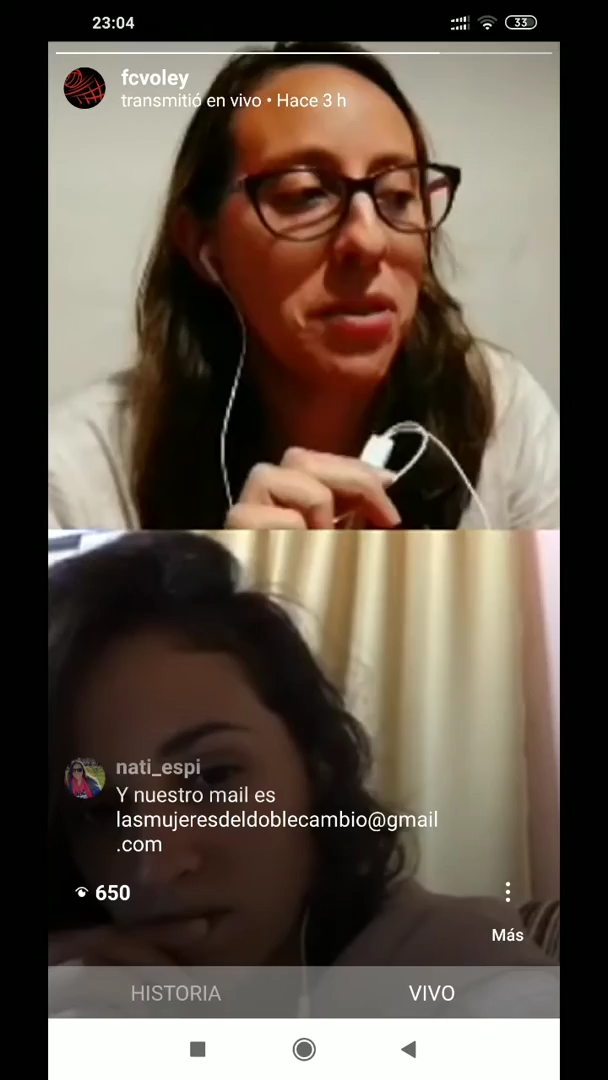 23:04
33
fcvoley
transmitió en vivo • Hace 3 h
nati_espi
Y nuestro mail es
lasmujeresdeldoblecambio@gmail
.com
650
Más
HISTORIA
VIVO